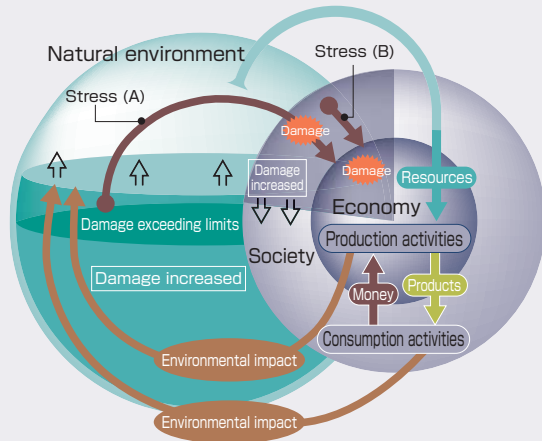 Natural environment
Stress (A)
Stress (B)
Damage
Damage
increased
Damage
Resources
Economy
Damage exceeding limits
Society
Production activities
Damage increased
Money
Products
Environmental impact
Consumption activities
Environmental impact